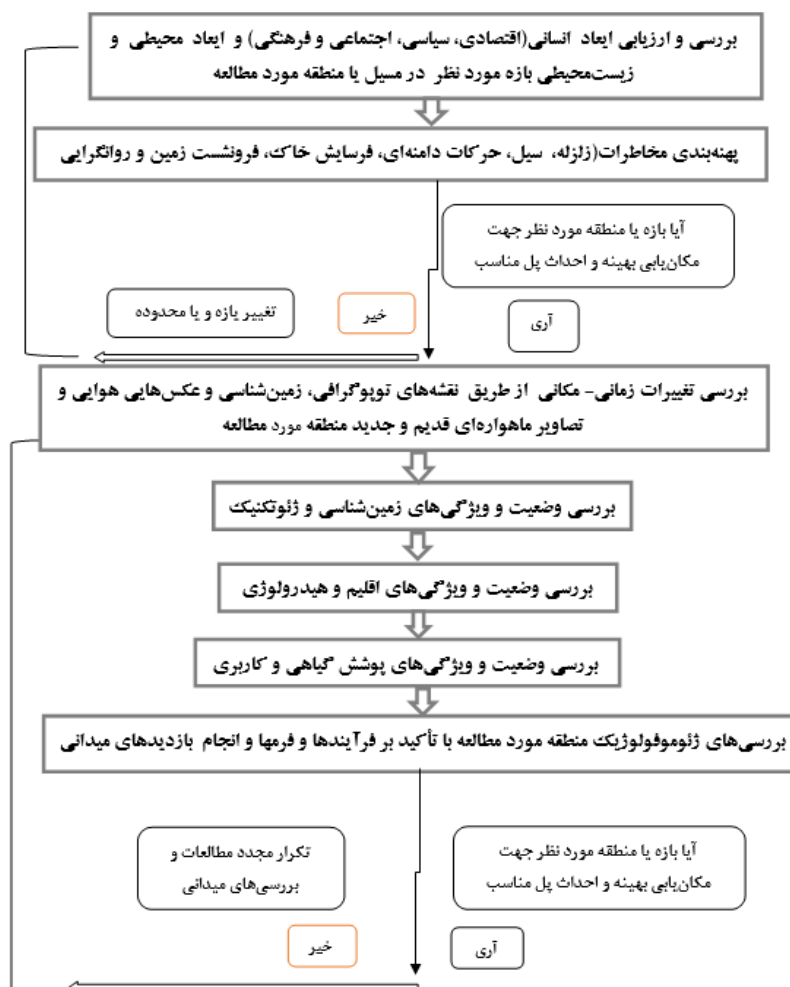 بررسی و ارزیابی ابعاد انسانی(اقتصادی، سیاسی، اجتماعی و فرهنگی) و ابعاد محیطی و
زیست‌محیطی بازه مورد نظر در مسیل یا منطقه مورد مطالعه
پهنه‌بندی مخاطرات(زلزله، سیل، حرکات دامنه‌ای، فرسایش خاک، فرونشست زمین و روانگرایی
آیا بازه یا منطقه مورد نظر جهت
مکان‌یابی بهینه و احداث پل مناسب
آری
خیر
تغییر یازه و یا محدوده
بررسی تغییرات زمانی- مکانی از طریق نقشه‌های توپوگرافی، زمین‌شناسی و عکس‌هایی هوایی و
تصاویر ماهواره‌ای قدیم و جدید منطقه مورد مطالعه
بررسی وضعیت و ویژگی‌های زمین‌شناسی و ژئوتکنیک
بررسی وضعیت و ویژگی‌های اقلیم و هیدرولوژی
بررسی وضعیت و ویژگی‌های پوشش گیاهی و کاربری
بررسی‌های ژئوموفولوژیک منطقه مورد مطالعه با تأکید بر فرآیندها و فرمها و انجام بازدیدهای میدانی
آیا بازه یا منطقه مورد نظر جهت
مکان‌یابی بهینه و احداث پل مناسب
تکرار مجدد مطالعات و
بررسی‌های میدانی
آری
خیر